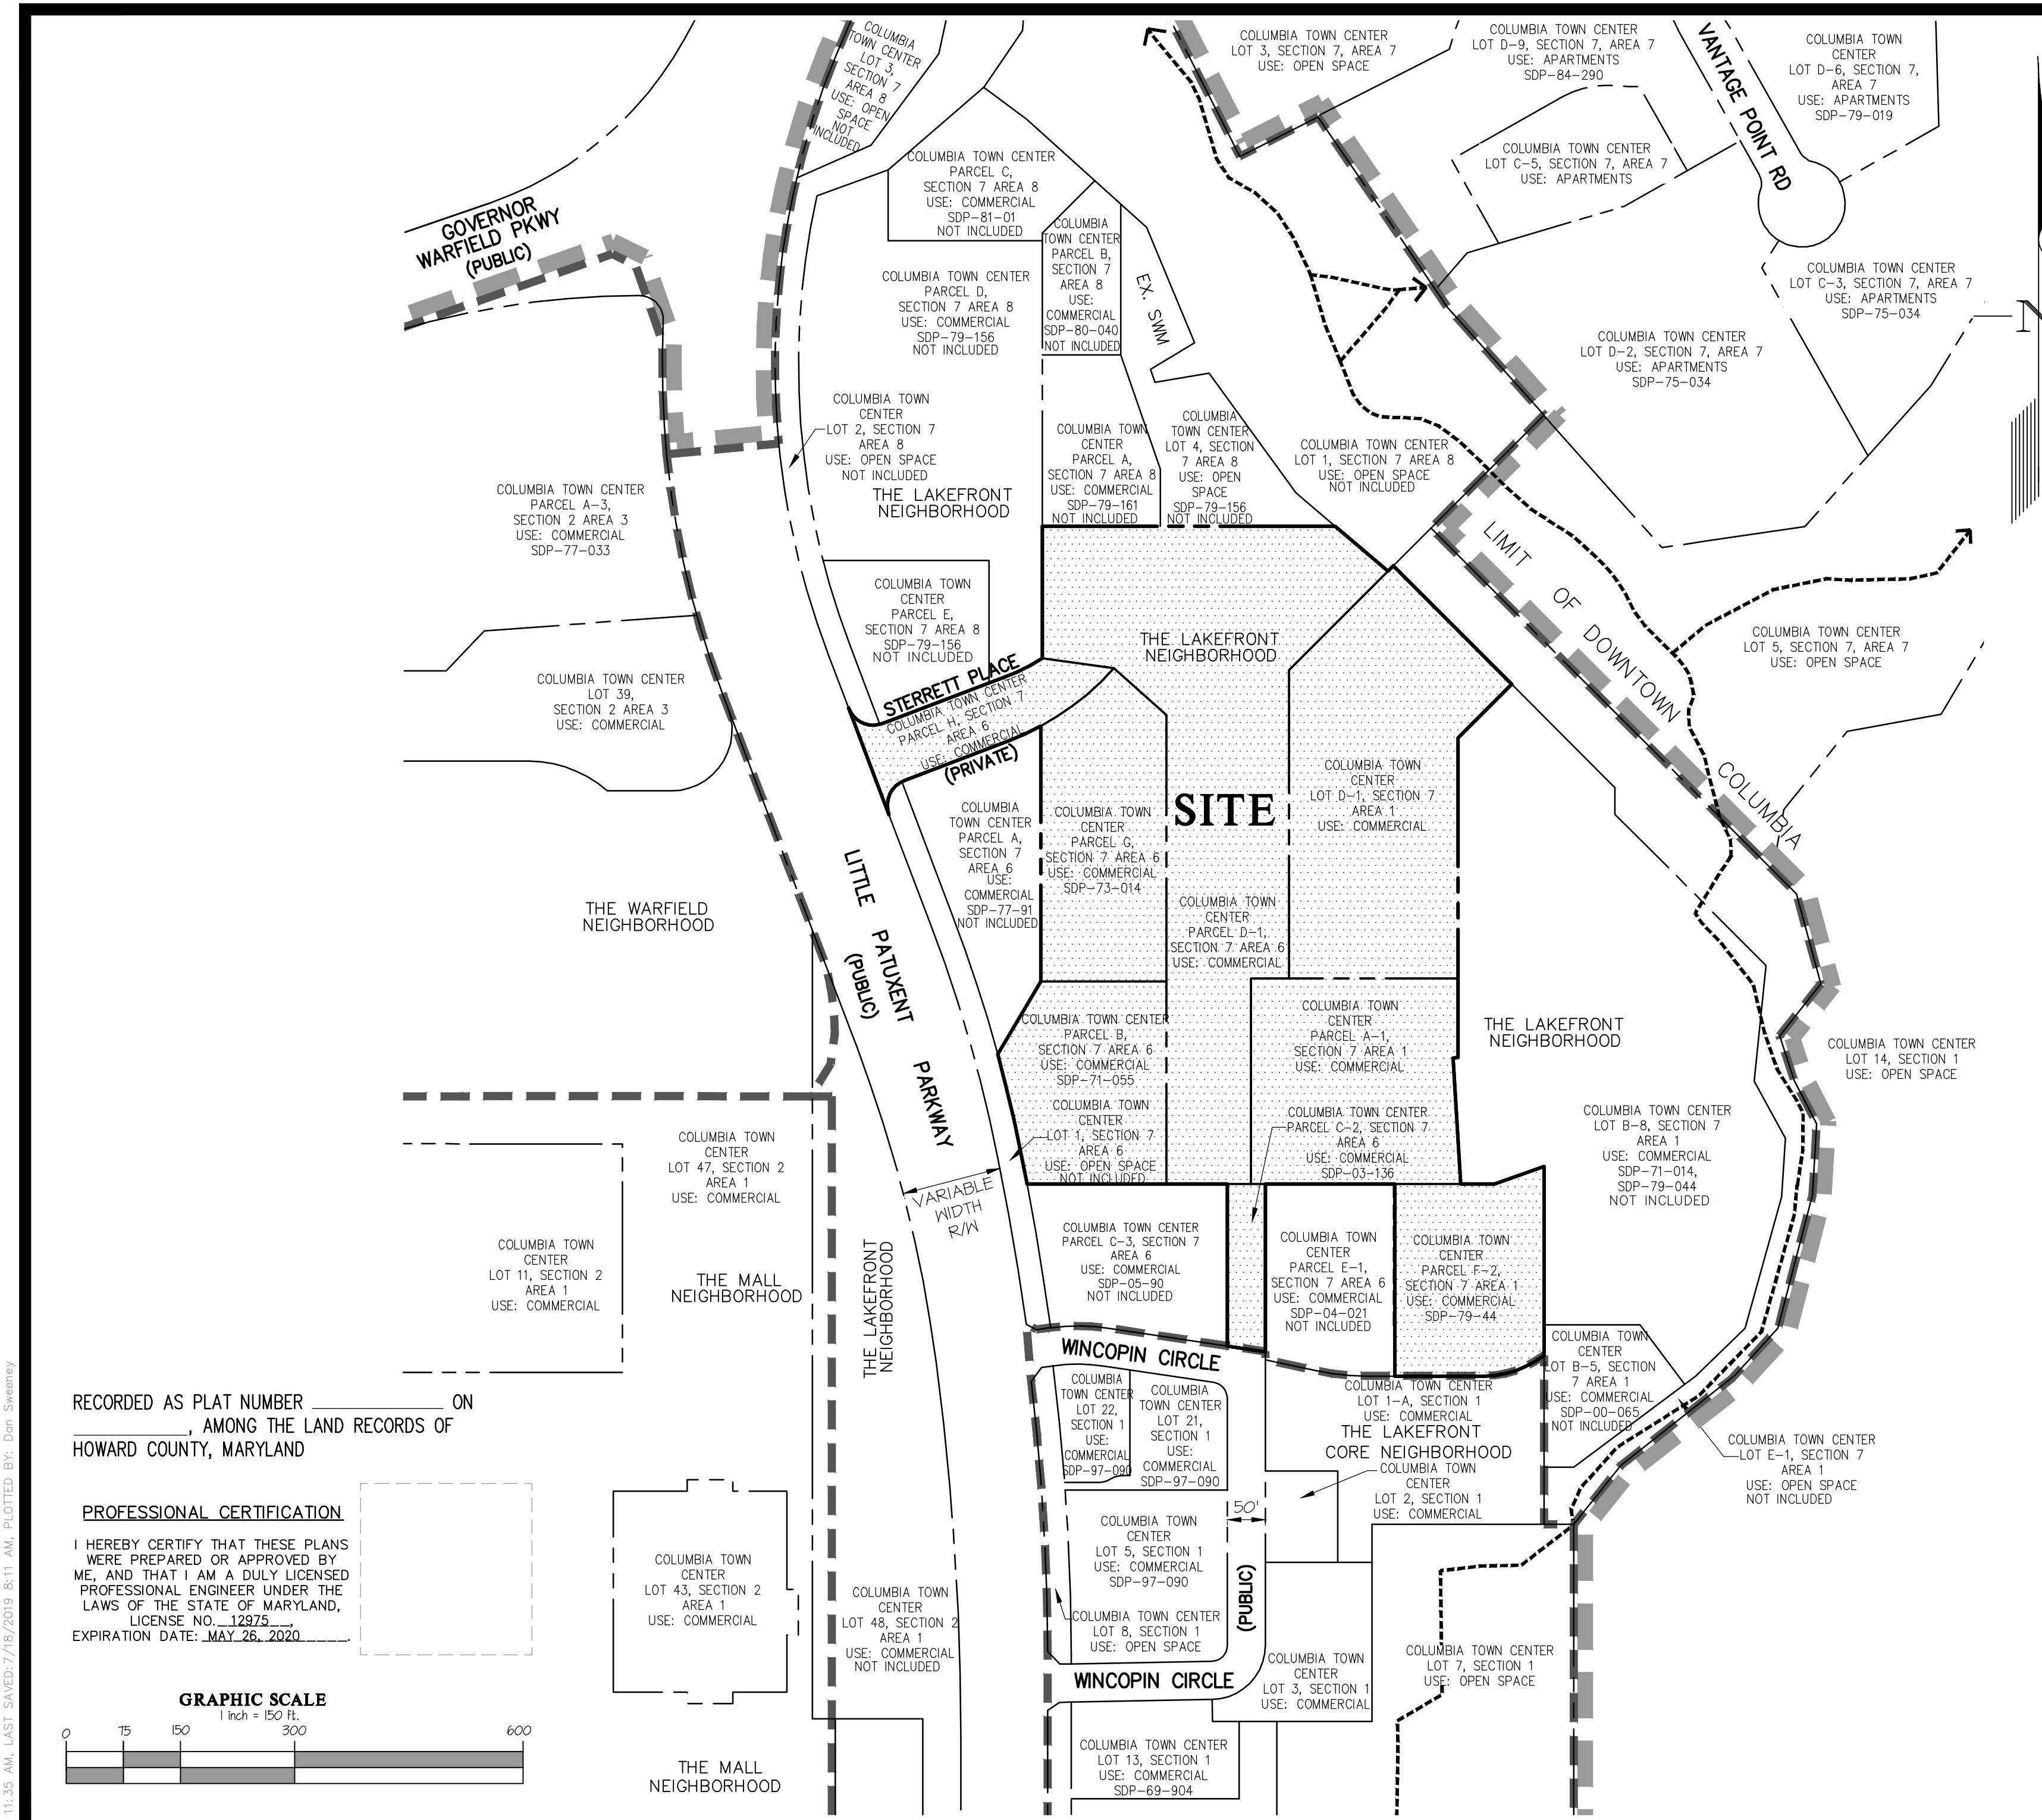 COLUMBIA
TOWN CENTER
LOT 3,
SECTION 7
AREA 8
USE: OPEN
SPACE
NOT
INCLUDED
COLUMBIA TOWN CENTER
LOT 3, SECTION 7, AREA 7
USE: OPEN SPACE
COLUMBIA TOWN CENTER
LOT D-9, SECTION 7, AREA 7
USE: APARTMENTS
SDP-84-290
VANTAGE POINT RD
COLUMBIA TOWN
CENTER
LOT D-6, SECTION 7,
AREA 7
USE: APARTMENTS
SDP-79-019
COLUMBIA TOWN CENTER
LOT C-5, SECTION 7, AREA 7
USE: APARTMENTS
COLUMBIA TOWN CENTER
PARCEL C,
SECTION 7 AREA 8
USE: COMMERCIAL
SDP-81-01
NOT INCLUDED
GOVERNOR
WARFIELD PKWY
(PUBLIC)
COLUMBIA
TOWN CENTER
PARCEL B,
SECTION 7
AREA 8
USE:
COMMERCIAL
SDP-80-040
NOT INCLUDED
EX. SWM
COLUMBIA TOWN CENTER
PARCEL D,
SECTION 7 AREA 8
USE: COMMERCIAL
SDP-79-156
NOT INCLUDED
COLUMBIA TOWN CENTER
LOT C-3, SECTION 7, AREA 7
USE: APARTMENTS
SDP-75-034
N
COLUMBIA TOWN CENTER
LOT D-2, SECTION 7, AREA 7
USE: APARTMENTS
SDP-75-034
COLUMBIA TOWN
CENTER
LOT 2, SECTION 7
AREA 8
USE: OPEN SPACE
NOT INCLUDED
COLUMBIA TOWN
CENTER
PARCEL A,
SECTION 7 AREA 8
USE: COMMERCIAL
SDP-79-161
NOT INCLUDED
COLUMBIA
TOWN CENTER
LOT 4, SECTION
7 AREA 8
USE: OPEN
SPACE
SDP-79-156
NOT INCLUDED
COLUMBIA TOWN CENTER
LOT 1, SECTION 7 AREA 8
USE: OPEN SPACE
NOT INCLUDED
COLUMBIA TOWN CENTER
PARCEL A-3,
SECTION 2 AREA 3
USE: COMMERCIAL
SDP-77-033
THE LAKEFRONT
NEIGHBORHOOD
LIMIT OF DOWNTOWN COLUMBIA
COLUMBIA TOWN
CENTER
PARCEL E,
SECTION 7 AREA 8
SDP-79-156
NOT INCLUDED
THE LAKEFRONT
NEIGHBORHOOD
COLUMBIA TOWN CENTER
LOT 5, SECTION 7, AREA 7
USE: OPEN SPACE
COLUMBIA TOWN CENTER
LOT 39,
SECTION 2 AREA 3
USE: COMMERCIAL
STERRETT PLACE
COLUMBIA TOWN CENTER
PARCEL H, SECTION 7
AREA 6
USE: COMMERCIAL
(PRIVATE)
SITE
COLUMBIA TOWN
CENTER
LOT D-1, SECTION 7
AREA 1
USE: COMMERCIAL
COLUMBIA
TOWN CENTER
PARCEL A,
SECTION 7
AREA 6
USE:
COMMERCIAL
SDP-77-91
NOT INCLUDED
COLUMBIA TOWN
CENTER
PARCEL G,
SECTION 7 AREA 6
USE: COMMERCIAL
SDP-73-014
LITTLE PATUXENT PARKWAY
(PUBLIC)
THE WARFIELD
NEIGHBORHOOD
COLUMBIA TOWN
CENTER
PARCEL D-1,
SECTION 7 AREA 6
USE: COMMERCIAL
COLUMBIA TOWN CENTER
PARCEL B,
SECTION 7 AREA 6
USE: COMMERCIAL
SDP-71-055
COLUMBIA TOWN
CENTER
PARCEL A-1,
SECTION 7 AREA 1
USE: COMMERCIAL
THE LAKEFRONT
NEIGHBORHOOD
COLUMBIA TOWN CENTER
LOT 14, SECTION 1
USE: OPEN SPACE
COLUMBIA TOWN
CENTER
LOT 1, SECTION 7
AREA 6
USE: OPEN SPACE
NOT INCLUDED
COLUMBIA TOWN CENTER
PARCEL C-2, SECTION 7
AREA 6
USE: COMMERCIAL
SDP-03-136
COLUMBIA TOWN CENTER
LOT B-8, SECTION 7
AREA 1
USE: COMMERCIAL
SDP-71-014,
SDP-79-044
NOT INCLUDED
COLUMBIA TOWN
CENTER
LOT 47, SECTION 2
AREA 1
USE: COMMERCIAL
VARIABLE
WIDTH
R/W
COLUMBIA TOWN
CENTER
LOT 11, SECTION 2
AREA 1
USE: COMMERCIAL
THE MALL
NEIGHBORHOOD
THE LAKEFRONT
NEIGHBORHOOD
COLUMBIA TOWN CENTER
PARCEL C-3, SECTION 7
AREA 6
USE: COMMERCIAL
SDP-05-90
NOT INCLUDED
COLUMBIA TOWN
CENTER
PARCEL E-1,
SECTION 7 AREA 6
USE: COMMERCIAL
SDP-04-021
NOT INCLUDED
COLUMBIA TOWN
CENTER
PARCEL F-2,
SECTION 7 AREA 1
USE: COMMERCIAL
SDP-79-44
WINCOPIN CIRCLE
COLUMBIA TOWN
CENTER
LOT B-5, SECTION
7 AREA 1
USE: COMMERCIAL
SDP-00-065
NOT INCLUDED
COLUMBIA
TOWN CENTER
LOT 22,
SECTION 1
USE:
COMMERCIAL
SDP-97-090
COLUMBIA
TOWN CENTER
LOT 21,
SECTION 1
USE:
COMMERCIAL
SDP-97-090
COLUMBIA TOWN CENTER
LOT 1-A, SECTION 1
USE: COMMERCIAL
THE LAKEFRONT
CORE NEIGHBORHOOD
COLUMBIA TOWN
CENTER
LOT 2, SECTION 1
USE: COMMERCIAL
COLUMBIA TOWN CENTER
LOT E-1, SECTION 7
AREA 1
USE: OPEN SPACE
NOT INCLUDED
50'
COLUMBIA TOWN
CENTER
LOT 5, SECTION 1
USE: COMMERCIAL
SDP-97-090
(PUBLIC)
COLUMBIA TOWN CENTER
LOT 8, SECTION 1
USE: OPEN SPACE
WINCOPIN CIRCLE
COLUMBIA TOWN
CENTER
LOT 3, SECTION 1
USE: COMMERCIAL
COLUMBIA TOWN CENTER
LOT 7, SECTION 1
USE: OPEN SPACE
COLUMBIA TOWN CENTER
LOT 13, SECTION 1
USE: COMMERCIAL
SDP-69-904
COLUMBIA TOWN
CENTER
LOT 43, SECTION 2
AREA 1
USE: COMMERCIAL
COLUMBIA TOWN
CENTER
LOT 48, SECTION 2
AREA 1
USE: COMMERCIAL
NOT INCLUDED
THE MALL
NEIGHBORHOOD
RECORDED AS PLAT NUMBER ____________ ON
____________, AMONG THE LAND RECORDS OF
HOWARD COUNTY, MARYLAND
PROFESSIONAL CERTIFICATION
I HEREBY CERTIFY THAT THESE PLANS
WERE PREPARED OR APPROVED BY
ME, AND THAT I AM A DULY LICENSED
PROFESSIONAL ENGINEER UNDER THE
LAWS OF THE STATE OF MARYLAND,
LICENSE NO. 12975,
EXPIRATION DATE: MAY 26, 2020.
GRAPHIC SCALE
1 inch = 150 ft.
0 75 150 300 600
11:35 AM, LAST SAVED:7/18/2019 8:11 AM, PLOTTED BY: Dan Sweeney